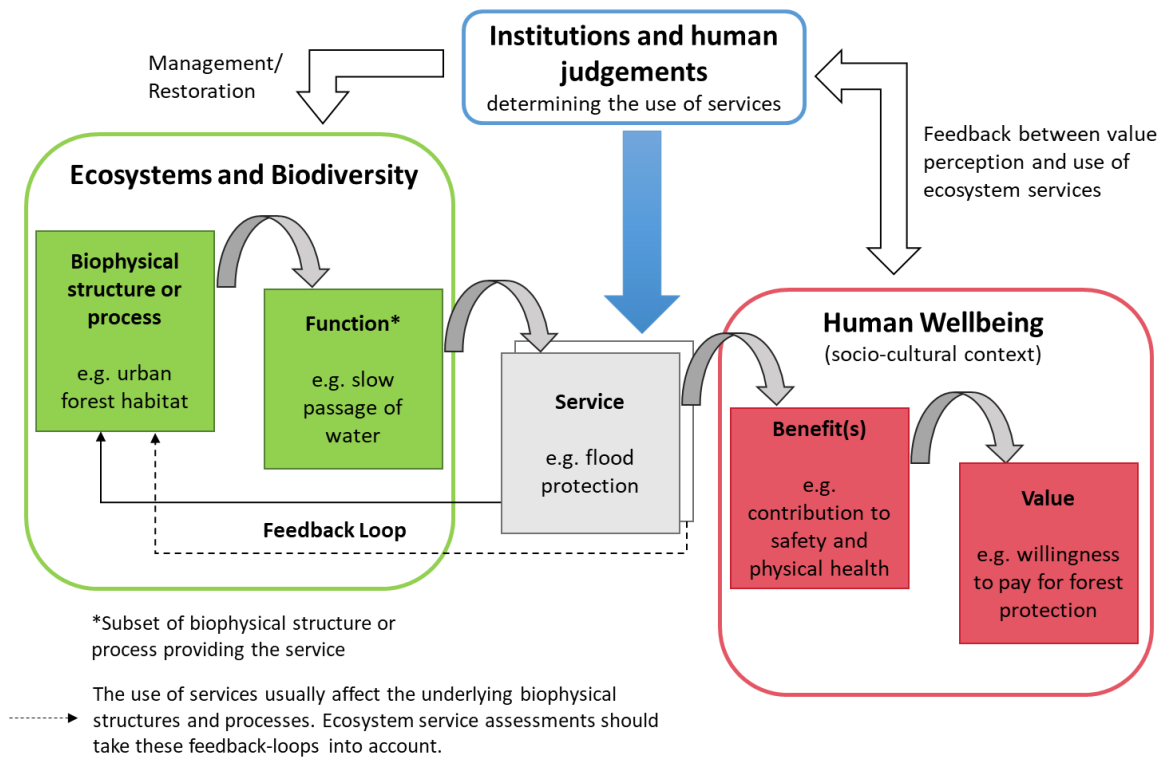 Institutions and human
judgements
determining the use of services
Management/
Restoration
Feedback between value
perception and use of
ecosystem services
Ecosystems and Biodiversity
Biophysical
structure or
process
e.g. urban
forest habitat
Function*
e.g. slow
passage of
water
Service
e.g. flood
protection
Human Wellbeing
(socio-cultural context)
Benefit(s)
e.g.
contribution to
safety and
physical health
Value
e.g. willingness
to pay for forest
protection
Feedback Loop
*Subset of biophysical structure or
process providing the service
The use of services usually affect the underlying biophysical
structures and processes. Ecosystem service assessments should
take these feedback-loops into account.